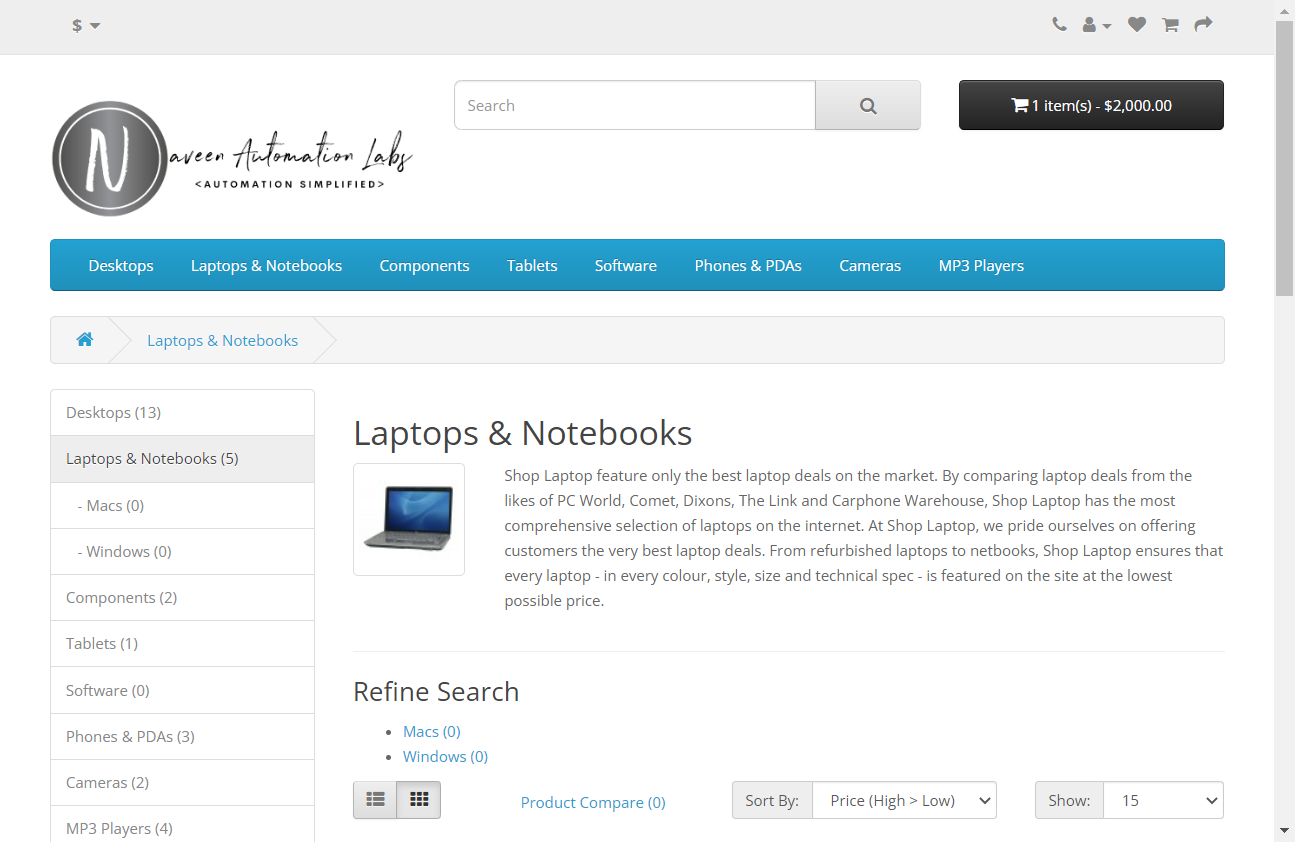 $
Search
1 item(s) - $2,000.00
N
aveen Automation Labs
<AUTOMATION SIMPLIFIED>
Desktops Laptops & Notebooks Components Tablets Software Phones & PDAs Cameras MP3 Players
Laptops & Notebooks
Desktops (13)
Laptops & Notebooks (5)
- Macs (0)
- Windows (0)
Components (2)
Tablets (1)
Software (0)
Phones & PDAs (3)
Cameras (2)
MP3 Players (4)
Laptops & Notebooks
Shop Laptop feature only the best laptop deals on the market. By comparing laptop deals from the
likes of PC World, Comet, Dixons, The Link and Carphone Warehouse, Shop Laptop has the most
comprehensive selection of laptops on the internet. At Shop Laptop, we pride ourselves on offering
customers the very best laptop deals. From refurbished laptops to netbooks, Shop Laptop ensures that
every laptop - in every colour, style, size and technical spec - is featured on the site at the lowest
possible price.
Refine Search
Macs (0)
Windows (0)
Product Compare (0) Sort By: Price (High > Low) Show: 15